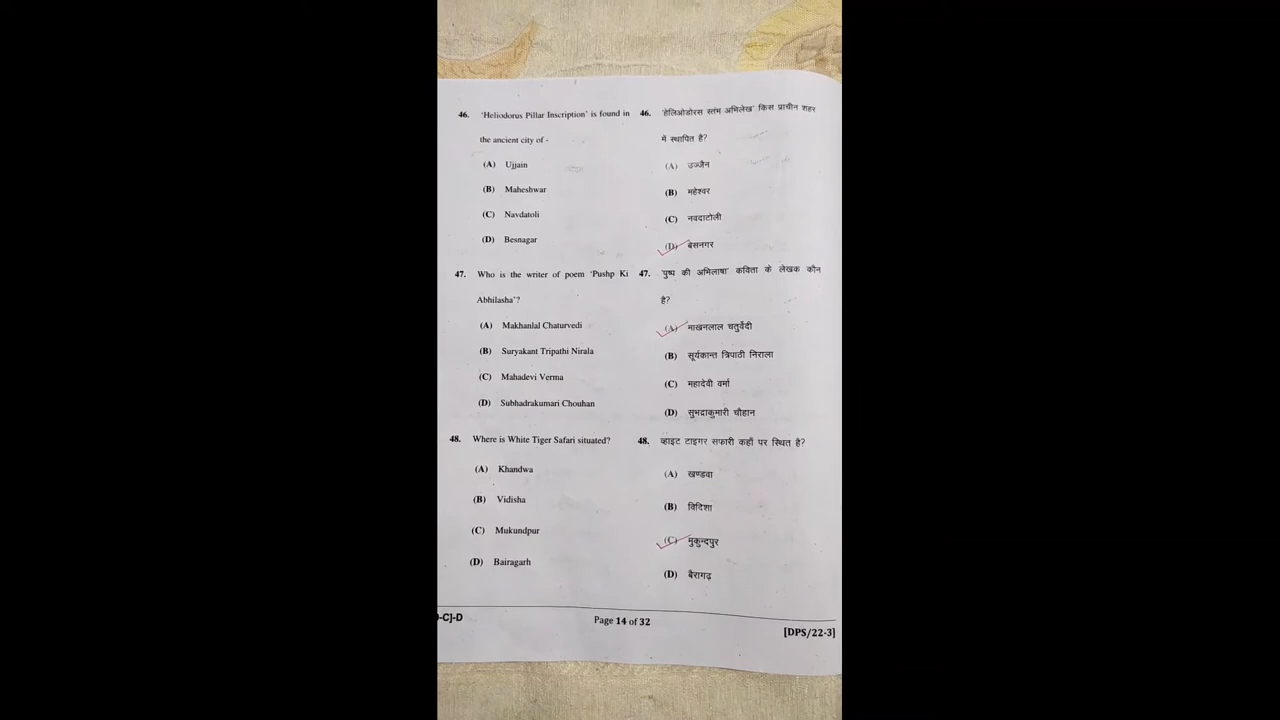 46. 'Heliodorus Pillar Inscription' is found in
the ancient city of -
(A) Ujjain
(B) Maheshwar
(C) Navdatoli
(D) Besnagar
47. Who is the writer of poem 'Pushp Ki
Abhilasha'?
(A) Makhanlal Chaturvedi
(B) Suryakant Tripathi Nirala
(C) Mahadevi Verma
(D) Subhadrakumari Chouhan
48. Where is White Tiger Safari situated?
(A) Khandwa
(B) Vidisha
(C) Mukundpur
(D) Bairagarh
46. 'हेलिओडोरस स्तंभ अभिलेख' किस प्राचीन शहर
में स्थापित है?
(A) उज्जैन
(B) महेश्वर
(C) नवदाटोली
(D) बेसनगर
47. 'पुष्प की अभिलाषा' कविता के लेखक कौन
है?
(A) माखनलाल चतुर्वेदी
(B) सूर्यकान्त त्रिपाठी निराला
(C) महादेवी वर्मा
(D) सुभद्राकुमारी चौहान
48. व्हाइट टाइगर सफारी कहाँ पर स्थित है?
(A) खण्डवा
(B) विदिशा
(C) मुकुन्दपुर
(D) बैरागढ़
-C]-D
Page 14 of 32
[DPS/22-3]